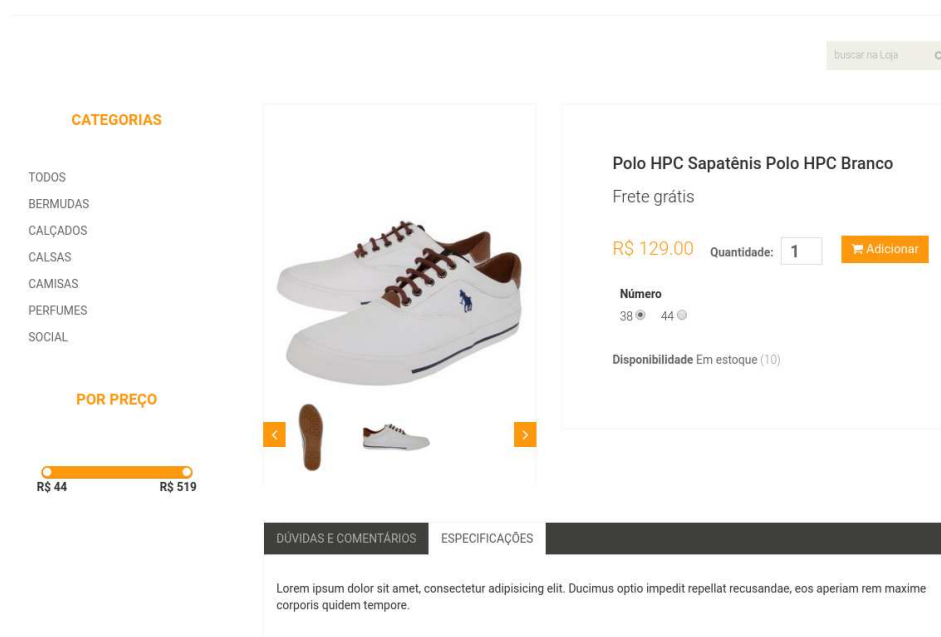 buscar na Loja
CATEGORIAS
TODOS
BERMUDAS
CALÇADOS
CALSAS
CAMISAS
PERFUMES
SOCIAL
POR PREÇO
R$ 44 R$ 519
Polo HPC Sapatênis Polo HPC Branco
Frete grátis
R$ 129.00 Quantidade: 1 Adicionar
Número
38 44
Disponibilidade Em estoque (10)
DÚVIDAS E COMENTÁRIOS ESPECIFICAÇÕES
Lorem ipsum dolor sit amet, consectetur adipisicing elit. Ducimus optio impedit repellat recusandae, eos aperiam rem maxime
corporis quidem tempore.